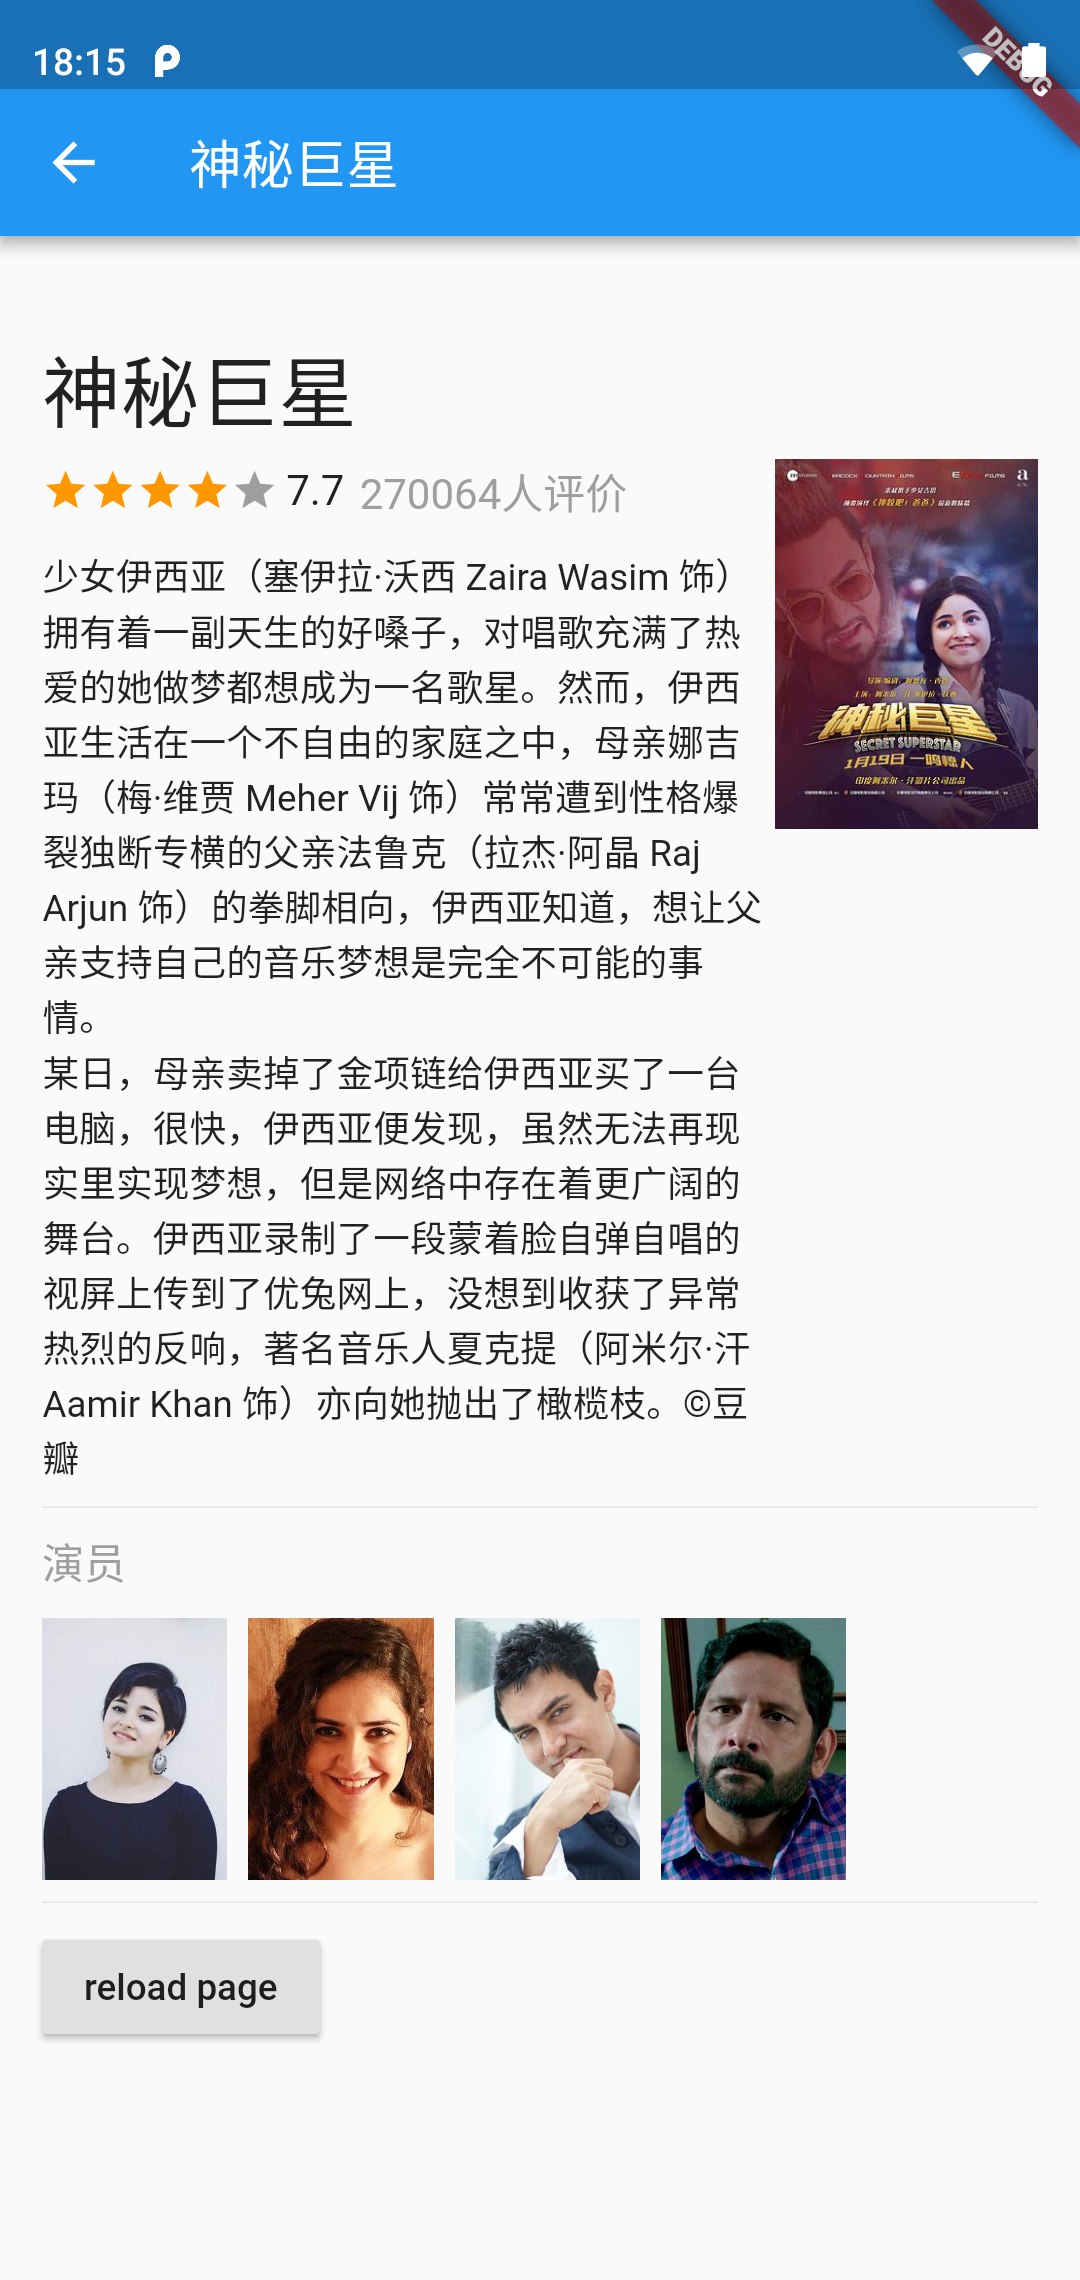 18:15
DEBUG
神秘巨星
神秘巨星
7.7 270064人评价
少女伊西亚（塞伊拉·沃西 Zaira Wasim 饰）
拥有着一副天生的好嗓子，对唱歌充满了热
爱的她做梦都想成为一名歌星。然而，伊西
亚生活在一个不自由的家庭之中，母亲娜吉
玛（梅·维贾 Meher Vij 饰）常常遭到性格爆
裂独断专横的父亲法鲁克（拉杰·阿晶 Raj
Arjun 饰）的拳脚相向，伊西亚知道，想让父
亲支持自己的音乐梦想是完全不可能的事
情。
某日，母亲卖掉了金项链给伊西亚买了一台
电脑，很快，伊西亚便发现，虽然无法再现
实里实现梦想，但是网络中存在着更广阔的
舞台。伊西亚录制了一段蒙着脸自弹自唱的
视屏上传到了优兔网上，没想到收获了异常
热烈的反响，著名音乐人夏克提（阿米尔·汗
Aamir Khan 饰）亦向她抛出了橄榄枝。©豆
瓣
神秘巨星
SECRET SUPERSTAR
1月19日 一鸣惊人
印度阿米尔·汗影片公司出品
演员
reload page